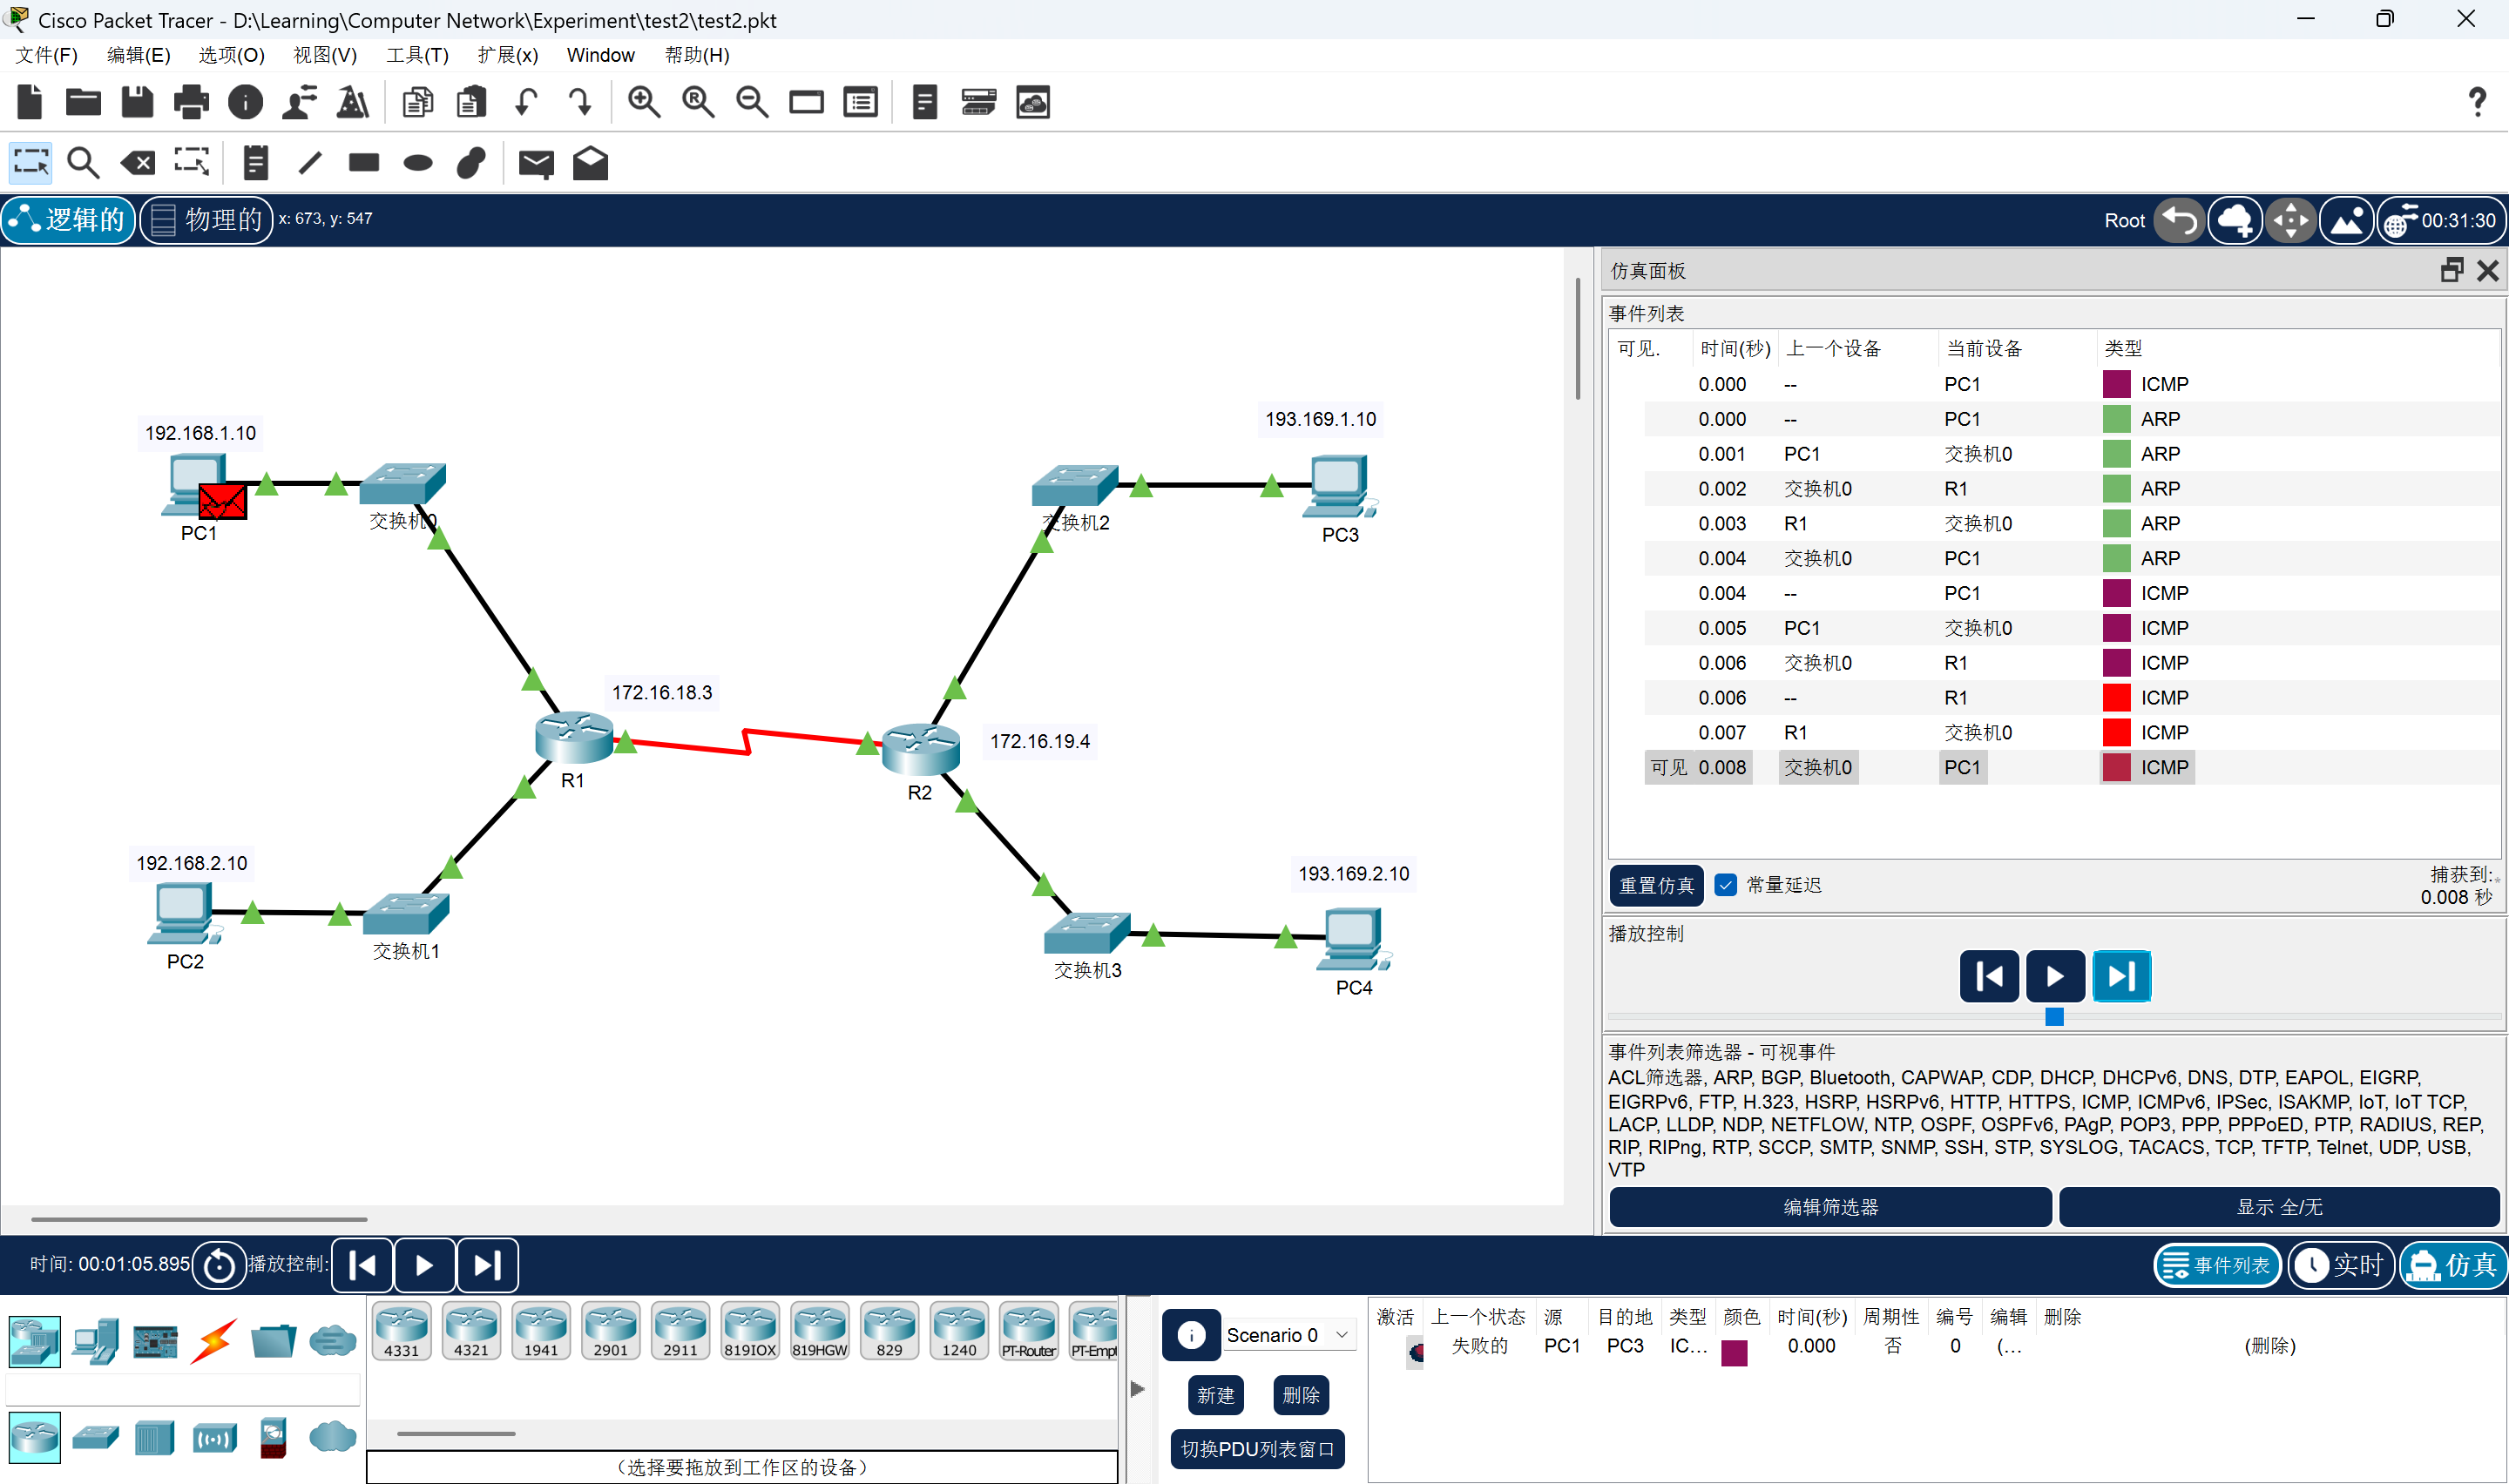 Cisco Packet Tracer - D:\Learning\Computer Network\Experiment\test2\test2.pkt
文件(F) 编辑(E) 选项(O) 视图(V) 工具(T) 扩展(x) Window 帮助(H)
逻辑的 物理的 x: 673, y: 547 Root 00:31:30
192.168.1.10
PC1
交换机0
193.169.1.10
交换机2
PC3
172.16.18.3
R1
172.16.19.4
R2
192.168.2.10
PC2
交换机1
193.169.2.10
交换机3
PC4
仿真面板
事件列表
可见. 时间(秒) 上一个设备 当前设备 类型
0.000 -- PC1 ICMP
0.000 -- PC1 ARP
0.001 PC1 交换机0 ARP
0.002 交换机0 R1 ARP
0.003 R1 交换机0 ARP
0.004 交换机0 PC1 ARP
0.004 -- PC1 ICMP
0.005 PC1 交换机0 ICMP
0.006 交换机0 R1 ICMP
0.006 -- R1 ICMP
0.007 R1 交换机0 ICMP
可见 0.008 交换机0 PC1 ICMP
重置仿真 常量延迟 捕获到:*
0.008 秒
播放控制
事件列表筛选器 - 可视事件
ACL筛选器, ARP, BGP, Bluetooth, CAPWAP, CDP, DHCP, DHCPv6, DNS, DTP, EAPOL, EIGRP,
EIGRPv6, FTP, H.323, HSRP, HSRPv6, HTTP, HTTPS, ICMP, ICMPv6, IPSec, ISAKMP, IoT, IoT TCP,
LACP, LLDP, NDP, NETFLOW, NTP, OSPF, OSPFv6, PAgP, POP3, PPP, PPPoED, PTP, RADIUS, REP,
RIP, RIPng, RTP, SCCP, SMTP, SNMP, SSH, STP, SYSLOG, TACACS, TCP, TFTP, Telnet, UDP, USB,
VTP
编辑筛选器 显示 全/无
时间: 00:01:05.895 播放控制: 事件列表 实时 仿真
4331 4321 1941 2901 2911 819IOX 819HGW 829 1240 PT-Router PT-Empt
(选择要拖放到工作区的设备)
Scenario 0
新建 删除
切换PDU列表窗口
激活 上一个状态 源 目的地 类型 颜色 时间(秒) 周期性 编号 编辑 删除
失败的 PC1 PC3 IC... 0.000 否 0 (... (删除)